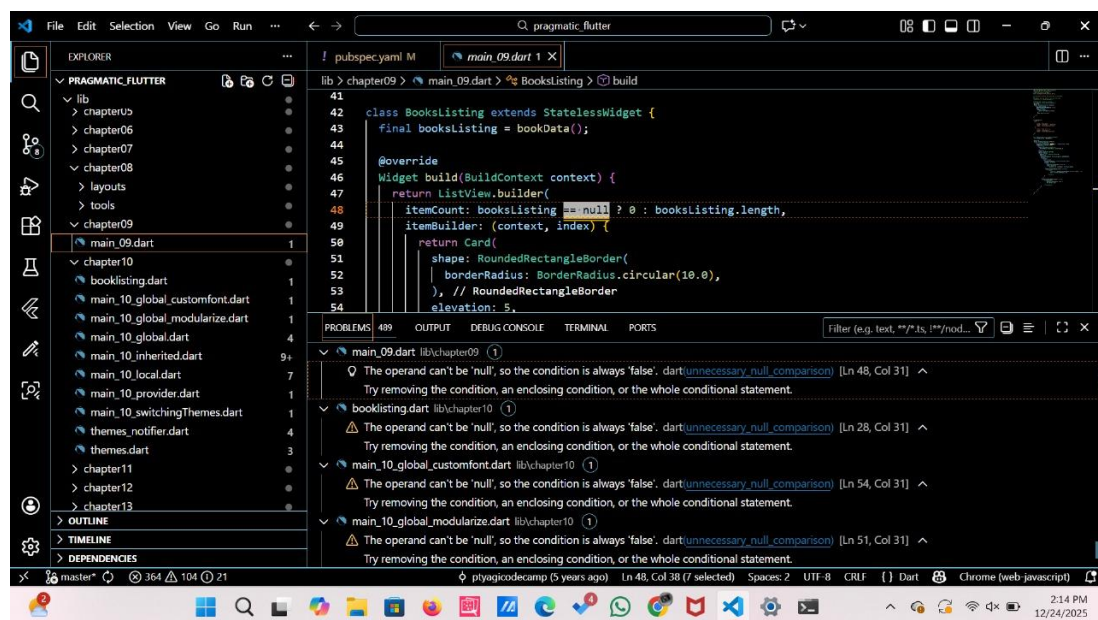 File Edit Selection View Go Run ··· pragmatic_flutter
EXPLORER ···
PRAGMATIC_FLUTTER
lib
chapter05
chapter06
chapter07
chapter08
layouts
tools
chapter09
main_09.dart 1
chapter10
booklisting.dart 1
main_10_global_customfont.dart 1
main_10_global_modularize.dart 1
main_10_global.dart 4
main_10_inherited.dart 9+
main_10_local.dart 7
main_10_provider.dart 1
main_10_switchingThemes.dart 1
themes_notifier.dart 4
themes.dart 3
chapter11
chapter12
chapter13
OUTLINE
TIMELINE
DEPENDENCIES
8
! pubspec.yaml M main_09.dart 1
lib > chapter09 > main_09.dart > BooksListing > build
41
42 class BooksListing extends StatelessWidget {
43 final booksListing = bookData();
44
45 @override
46 Widget build(BuildContext context) {
47 return ListView.builder(
48 itemCount: booksListing == null ? 0 : booksListing.length,
49 itemBuilder: (context, index) {
50 return Card(
51 shape: RoundedRectangleBorder(
52 borderRadius: BorderRadius.circular(10.0),
53 ), // RoundedRectangleBorder
54 elevation: 5,
PROBLEMS 489 OUTPUT DEBUG CONSOLE TERMINAL PORTS Filter (e.g. text, **/*.ts, !**/nod...
main_09.dart lib\chapter09 1
The operand can't be 'null', so the condition is always 'false'. dart(unnecessary_null_comparison) [Ln 48, Col 31]
Try removing the condition, an enclosing condition, or the whole conditional statement.
booklisting.dart lib\chapter10 1
The operand can't be 'null', so the condition is always 'false'. dart(unnecessary_null_comparison) [Ln 28, Col 31]
Try removing the condition, an enclosing condition, or the whole conditional statement.
main_10_global_customfont.dart lib\chapter10 1
The operand can't be 'null', so the condition is always 'false'. dart(unnecessary_null_comparison) [Ln 54, Col 31]
Try removing the condition, an enclosing condition, or the whole conditional statement.
main_10_global_modularize.dart lib\chapter10 1
The operand can't be 'null', so the condition is always 'false'. dart(unnecessary_null_comparison) [Ln 51, Col 31]
Try removing the condition, an enclosing condition, or the whole conditional statement.
master* 364 104 21 ptyagicodecamp (5 years ago) Ln 48, Col 38 (7 selected) Spaces: 2 UTF-8 CRLF {} Dart Chrome (web-javascript)
2 4 2:14 PM
12/24/2025